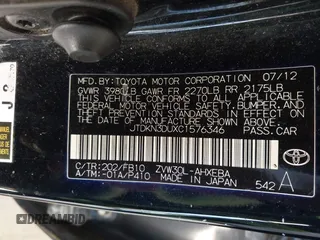 MFD. BY: TOYOTA MOTOR CORPORATION 07/12
GVWR 3980LB GAWR FR 2270LB RR 2175LB
THIS VEHICLE CONFORMS TO ALL APPLICABLE
FEDERAL MOTOR VEHICLE SAFETY, BUMPER, AND
THEFT PREVENTION STANDARDS IN EFFECT ON
THE DATE OF MANUFACTURE SHOWN ABOVE.
JTDKN3DUXC1576346 PASS.CAR
C/TR:202/FB10 ZVW30L-AHXEBA
A/TM:-01A/P410 MADE IN JAPAN 542 A
TOYOTA